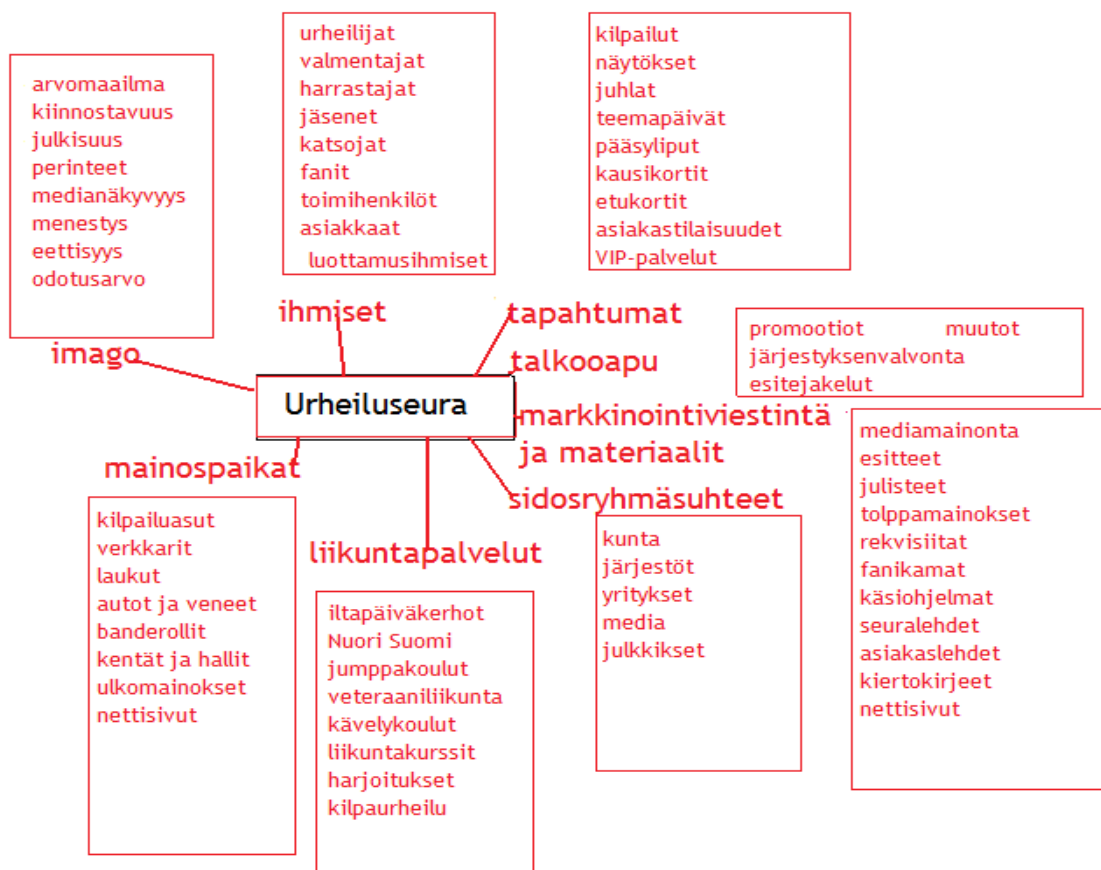 arvomaailma
kiinnostavuus
julkisuus
perinteet
medianäkyvyys
menestys
eettisyys
odotusarvo
imago
urheilijat
valmentajat
harrastajat
jäsenet
katsojat
fanit
toimihenkilöt
asiakkaat
luottamusihmiset
ihmiset
kilpailut
näytökset
juhlat
teemapäivät
pääsyliput
kausikortit
etukortit
asiakastilaisuudet
VIP-palvelut
tapahtumat
talkooapu
promootiot muutot
järjestyksenvalvonta
esitejakelut
Urheiluseura
markkinointiviestintä
ja materiaalit
mediamainonta
esitteet
julisteet
tolppamainokset
rekvisiitat
fanikamat
käsiohjelmat
seuralehdet
asiakaslehdet
kiertokirjeet
nettisivut
mainospaikat
kilpailuasut
verkkarit
laukut
autot ja veneet
banderollit
kentät ja hallit
ulkomainokset
nettisivut
liikuntapalvelut
iltapäiväkerhot
Nuori Suomi
jumppakoulut
veteraaniliikunta
kävelykoulut
liikuntakurssit
harjoitukset
kilpaurheilu
sidosryhmäsuhteet
kunta
järjestöt
yritykset
media
julkkikset